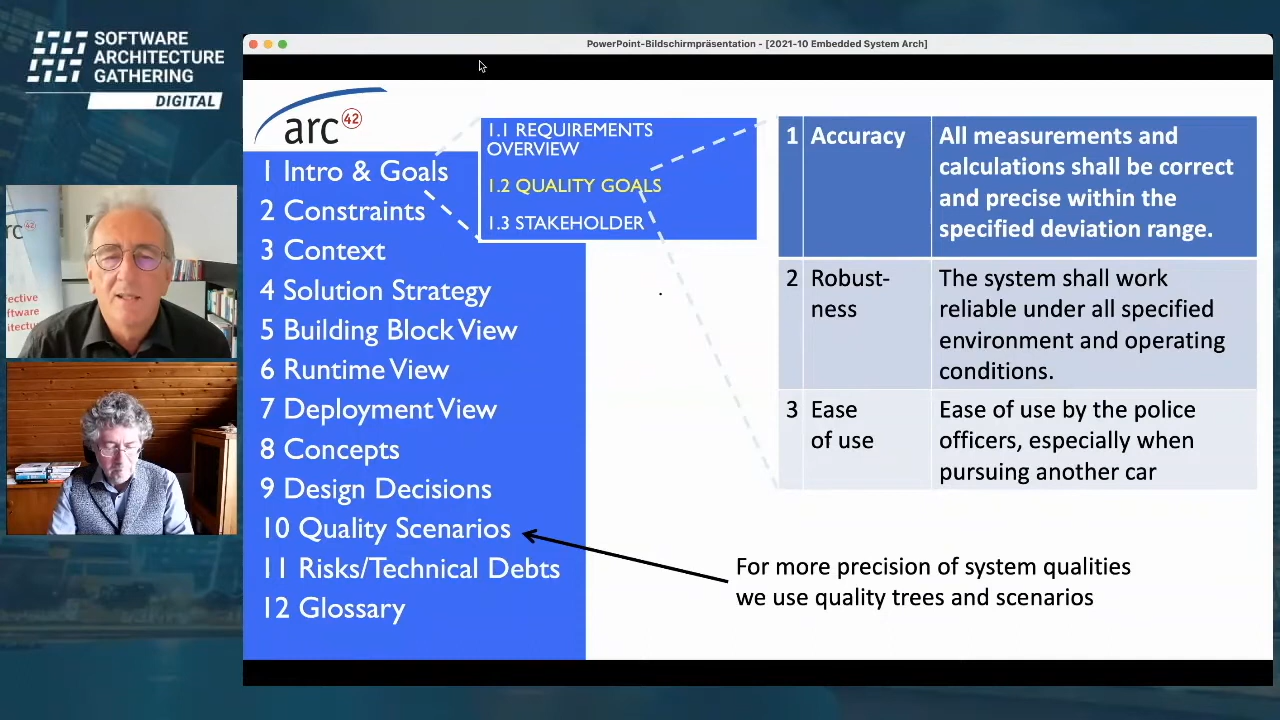 SOFTWARE
ARCHITECTURE
GATHERING
DIGITAL
PowerPoint-Bildschirmpräsentation - [2021-10 Embedded System Arch]
arc 42
1 Intro & Goals
2 Constraints
3 Context
4 Solution Strategy
5 Building Block View
6 Runtime View
7 Deployment View
8 Concepts
9 Design Decisions
10 Quality Scenarios
11 Risks/Technical Debts
12 Glossary
1.1 REQUIREMENTS
OVERVIEW
1.2 QUALITY GOALS
1.3 STAKEHOLDER
1 Accuracy All measurements and
calculations shall be correct
and precise within the
specified deviation range.
2 Robust- The system shall work
ness reliable under all specified
environment and operating
conditions.
3 Ease Ease of use by the police
of use officers, especially when
pursuing another car
For more precision of system qualities
we use quality trees and scenarios